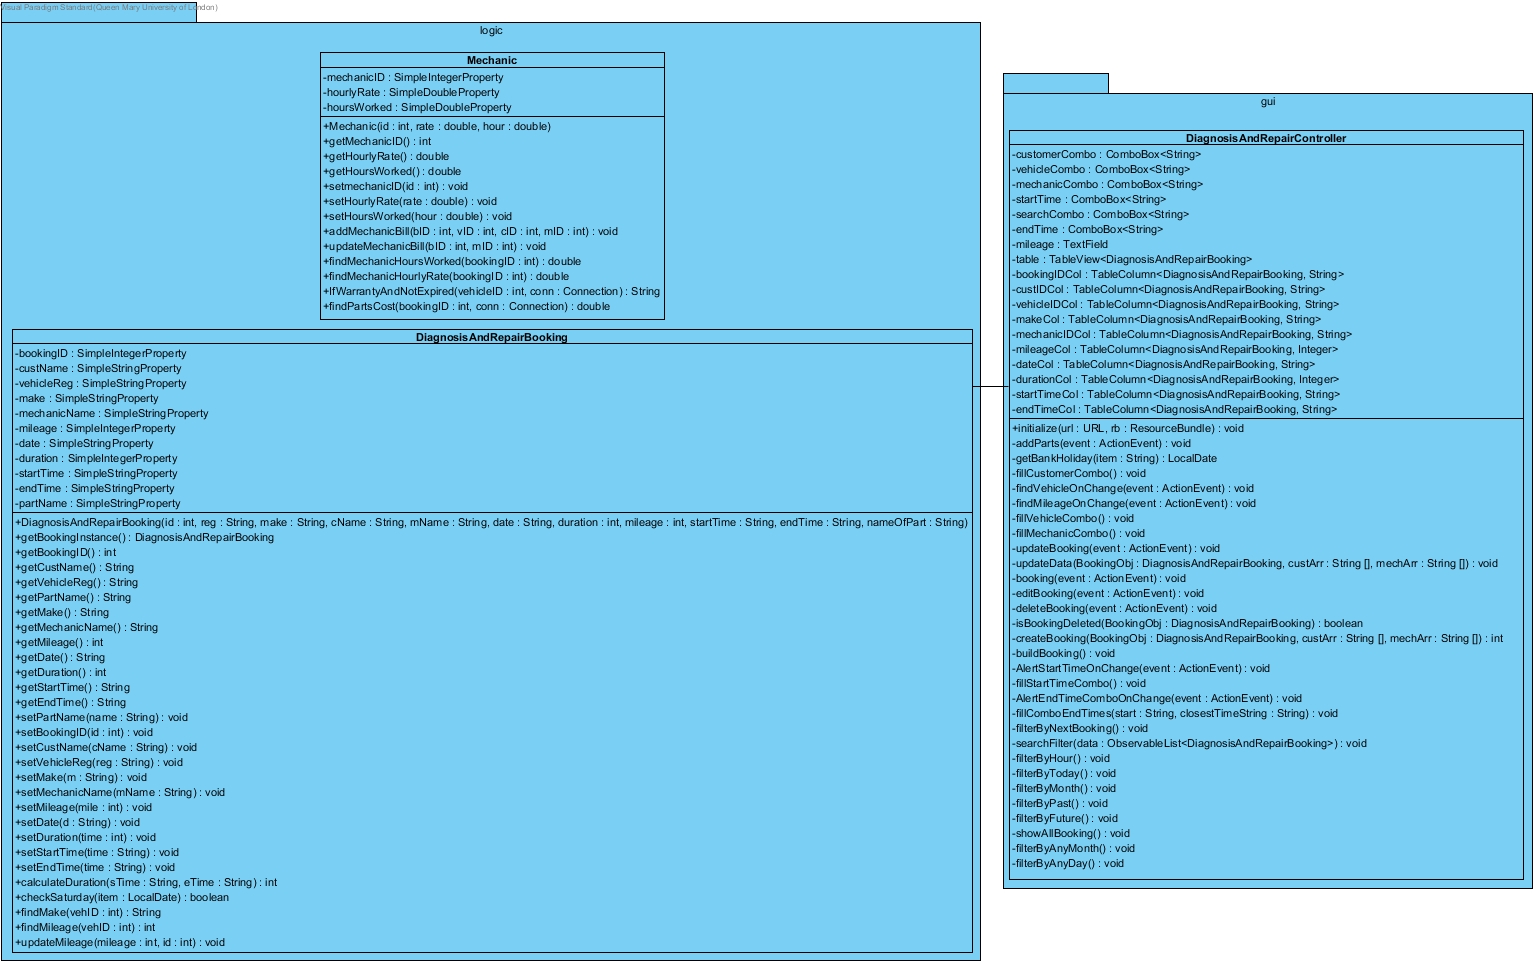 Visual Paradigm Standard(Queen Mary University of London)
logic
Mechanic
-mechanicID : SimpleIntegerProperty
-hourlyRate : SimpleDoubleProperty
-hoursWorked : SimpleDoubleProperty
+Mechanic(id : int, rate : double, hour : double)
+getMechanicID() : int
+getHourlyRate() : double
+getHoursWorked() : double
+setmechanicID(id : int) : void
+setHourlyRate(rate : double) : void
+setHoursWorked(hour : double) : void
+addMechanicBill(bID : int, vID : int, cID : int, mID : int) : void
+updateMechanicBill(bID : int, mID : int) : void
+findMechanicHoursWorked(bookingID : int) : double
+findMechanicHourlyRate(bookingID : int) : double
+IfWarrantyAndNotExpired(vehicleID : int, conn : Connection) : String
+findPartsCost(bookingID : int, conn : Connection) : double
DiagnosisAndRepairBooking
-bookingID : SimpleIntegerProperty
-custName : SimpleStringProperty
-vehicleReg : SimpleStringProperty
-make : SimpleStringProperty
-mechanicName : SimpleStringProperty
-mileage : SimpleIntegerProperty
-date : SimpleStringProperty
-duration : SimpleIntegerProperty
-startTime : SimpleStringProperty
-endTime : SimpleStringProperty
-partName : SimpleStringProperty
+DiagnosisAndRepairBooking(id : int, reg : String, make : String, cName : String, mName : String, date : String, duration : int, mileage : int, startTime : String, endTime : String, nameOfPart : String)
+getBookingInstance() : DiagnosisAndRepairBooking
+getBookingID() : int
+getCustName() : String
+getVehicleReg() : String
+getPartName() : String
+getMake() : String
+getMechanicName() : String
+getMileage() : int
+getDate() : String
+getDuration() : int
+getStartTime() : String
+getEndTime() : String
+setPartName(name : String) : void
+setBookingID(id : int) : void
+setCustName(cName : String) : void
+setVehicleReg(reg : String) : void
+setMake(m : String) : void
+setMechanicName(mName : String) : void
+setMileage(mile : int) : void
+setDate(d : String) : void
+setDuration(time : int) : void
+setStartTime(time : String) : void
+setEndTime(time : String) : void
+calculateDuration(sTime : String, eTime : String) : int
+checkSaturday(item : LocalDate) : boolean
+findMake(vehID : int) : String
+findMileage(vehID : int) : int
+updateMileage(mileage : int, id : int) : void
gui
DiagnosisAndRepairController
-customerCombo : ComboBox<String>
-vehicleCombo : ComboBox<String>
-mechanicCombo : ComboBox<String>
-startTime : ComboBox<String>
-searchCombo : ComboBox<String>
-endTime : ComboBox<String>
-mileage : TextField
-table : TableView<DiagnosisAndRepairBooking>
-bookingIDCol : TableColumn<DiagnosisAndRepairBooking, String>
-custIDCol : TableColumn<DiagnosisAndRepairBooking, String>
-vehicleIDCol : TableColumn<DiagnosisAndRepairBooking, String>
-makeCol : TableColumn<DiagnosisAndRepairBooking, String>
-mechanicIDCol : TableColumn<DiagnosisAndRepairBooking, String>
-mileageCol : TableColumn<DiagnosisAndRepairBooking, Integer>
-dateCol : TableColumn<DiagnosisAndRepairBooking, String>
-durationCol : TableColumn<DiagnosisAndRepairBooking, Integer>
-startTimeCol : TableColumn<DiagnosisAndRepairBooking, String>
-endTimeCol : TableColumn<DiagnosisAndRepairBooking, String>
+initialize(url : URL, rb : ResourceBundle) : void
-addParts(event : ActionEvent) : void
-getBankHoliday(item : String) : LocalDate
-fillCustomerCombo() : void
-findVehicleOnChange(event : ActionEvent) : void
-findMileageOnChange(event : ActionEvent) : void
-fillVehicleCombo() : void
-fillMechanicCombo() : void
-updateBooking(event : ActionEvent) : void
-updateData(BookingObj : DiagnosisAndRepairBooking, custArr : String [], mechArr : String []) : void
-booking(event : ActionEvent) : void
-editBooking(event : ActionEvent) : void
-deleteBooking(event : ActionEvent) : void
-isBookingDeleted(BookingObj : DiagnosisAndRepairBooking) : boolean
-createBooking(BookingObj : DiagnosisAndRepairBooking, custArr : String [], mechArr : String []) : int
-buildBooking() : void
-AlertStartTimeOnChange(event : ActionEvent) : void
-fillStartTimeCombo() : void
-AlertEndTimeComboOnChange(event : ActionEvent) : void
-fillComboEndTimes(start : String, closestTimeString : String) : void
-filterByNextBooking() : void
-searchFilter(data : ObservableList<DiagnosisAndRepairBooking>) : void
-filterByHour() : void
-filterByToday() : void
-filterByMonth() : void
-filterByPast() : void
-filterByFuture() : void
-showAllBooking() : void
-filterByAnyMonth() : void
-filterByAnyDay() : void